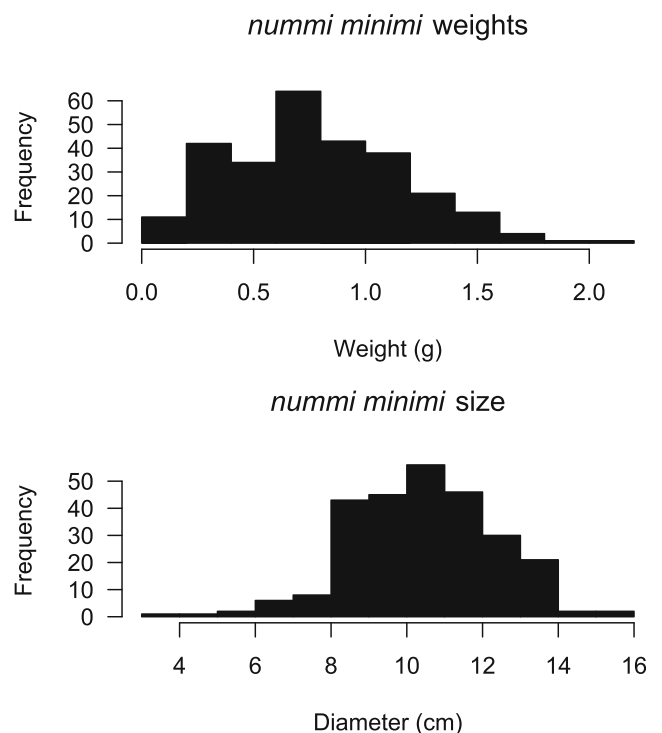 nummi minimi weights
Frequency
60
50
40
30
20
10
0
0.0 0.5 1.0 1.5 2.0
Weight (g)
nummi minimi size
Frequency
50
40
30
20
10
0
4 6 8 10 12 14 16
Diameter (cm)